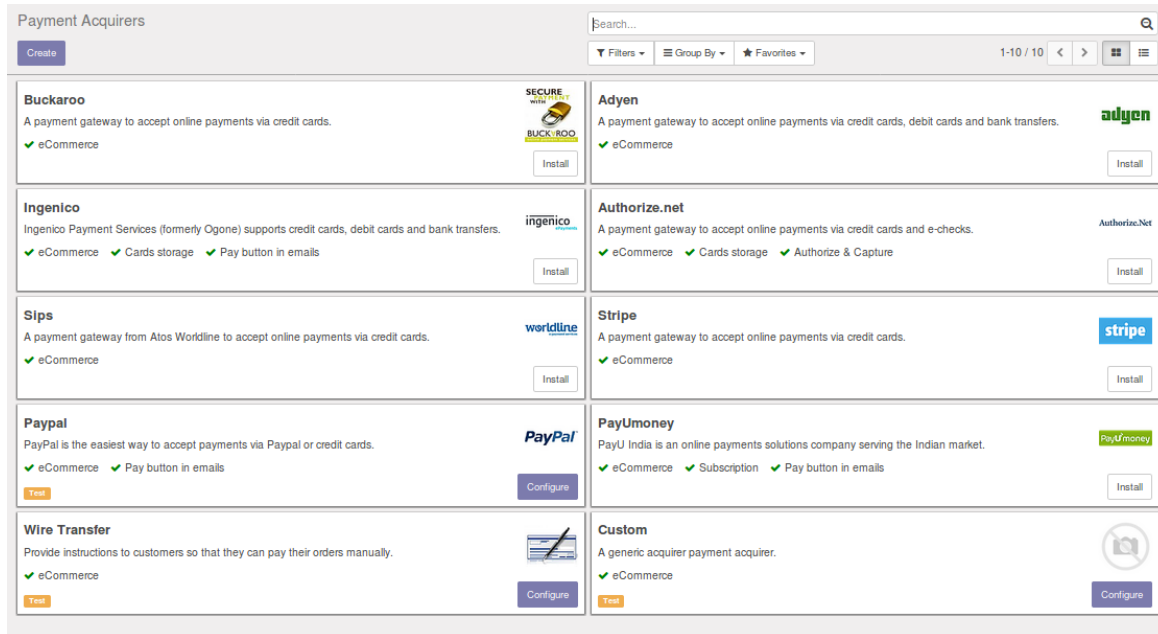 Payment Acquirers
Search...
Create
Filters
Group By
Favorites
1-10 / 10
Buckaroo
A payment gateway to accept online payments via credit cards.
eCommerce
SECURE
PAYMENT
WITH
BUCKAROO
Install
Adyen
A payment gateway to accept online payments via credit cards, debit cards and bank transfers.
eCommerce
adyen
Install
Ingenico
Ingenico Payment Services (formerly Ogone) supports credit cards, debit cards and bank transfers.
eCommerce Cards storage Pay button in emails
ingenico
Install
Authorize.net
A payment gateway to accept online payments via credit cards and e-checks.
eCommerce Cards storage Authorize & Capture
Authorize.Net
Install
Sips
A payment gateway from Atos Worldline to accept online payments via credit cards.
eCommerce
worldline
Install
Stripe
A payment gateway to accept online payments via credit cards.
eCommerce
stripe
Install
Paypal
PayPal is the easiest way to accept payments via Paypal or credit cards.
eCommerce Pay button in emails
PayPal
Test
Configure
PayUmoney
PayU India is an online payments solutions company serving the Indian market.
eCommerce Subscription Pay button in emails
PayUmoney
Install
Wire Transfer
Provide instructions to customers so that they can pay their orders manually.
eCommerce
Test
Configure
Custom
A generic acquirer payment acquirer.
eCommerce
Test
Configure